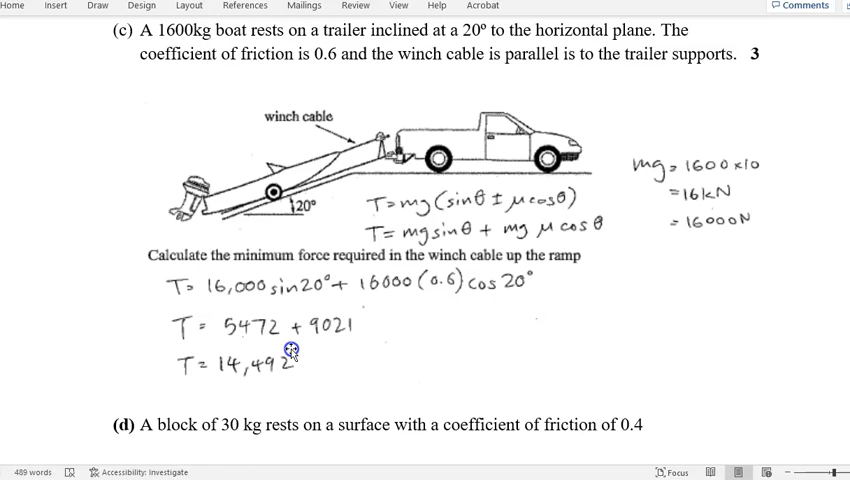 Home Insert Draw Design Layout References Mailings Review View Help Acrobat Comments
(c) A 1600kg boat rests on a trailer inclined at a 20º to the horizontal plane. The
coefficient of friction is 0.6 and the winch cable is parallel is to the trailer supports. 3
winch cable
mg = 1600 x 10
= 16 kN
= 16000N
20°
T = mg (sinθ ± μ cosθ)
T = mg sinθ + mg μ cos θ
Calculate the minimum force required in the winch cable up the ramp
T = 16,000 sin 20° + 16000 (0.6) cos 20°
T = 5472 + 9021
T = 14,492
(d) A block of 30 kg rests on a surface with a coefficient of friction of 0.4
489 words Accessibility: Investigate Focus